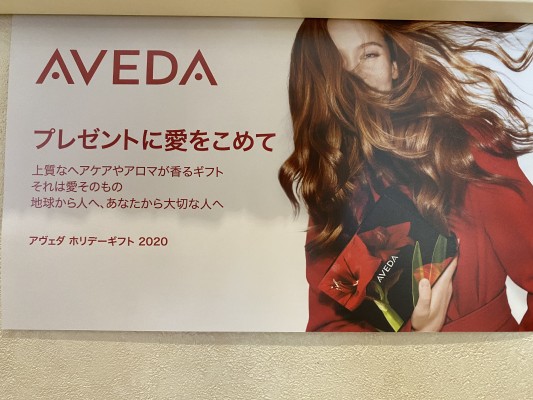 AVEDA
プレゼントに愛をこめて
上質なヘアケアやアロマが香るギフト
それは愛そのもの
地球から人へ、あなたから大切な人へ
アヴェダ ホリデーギフト 2020
AVEDA